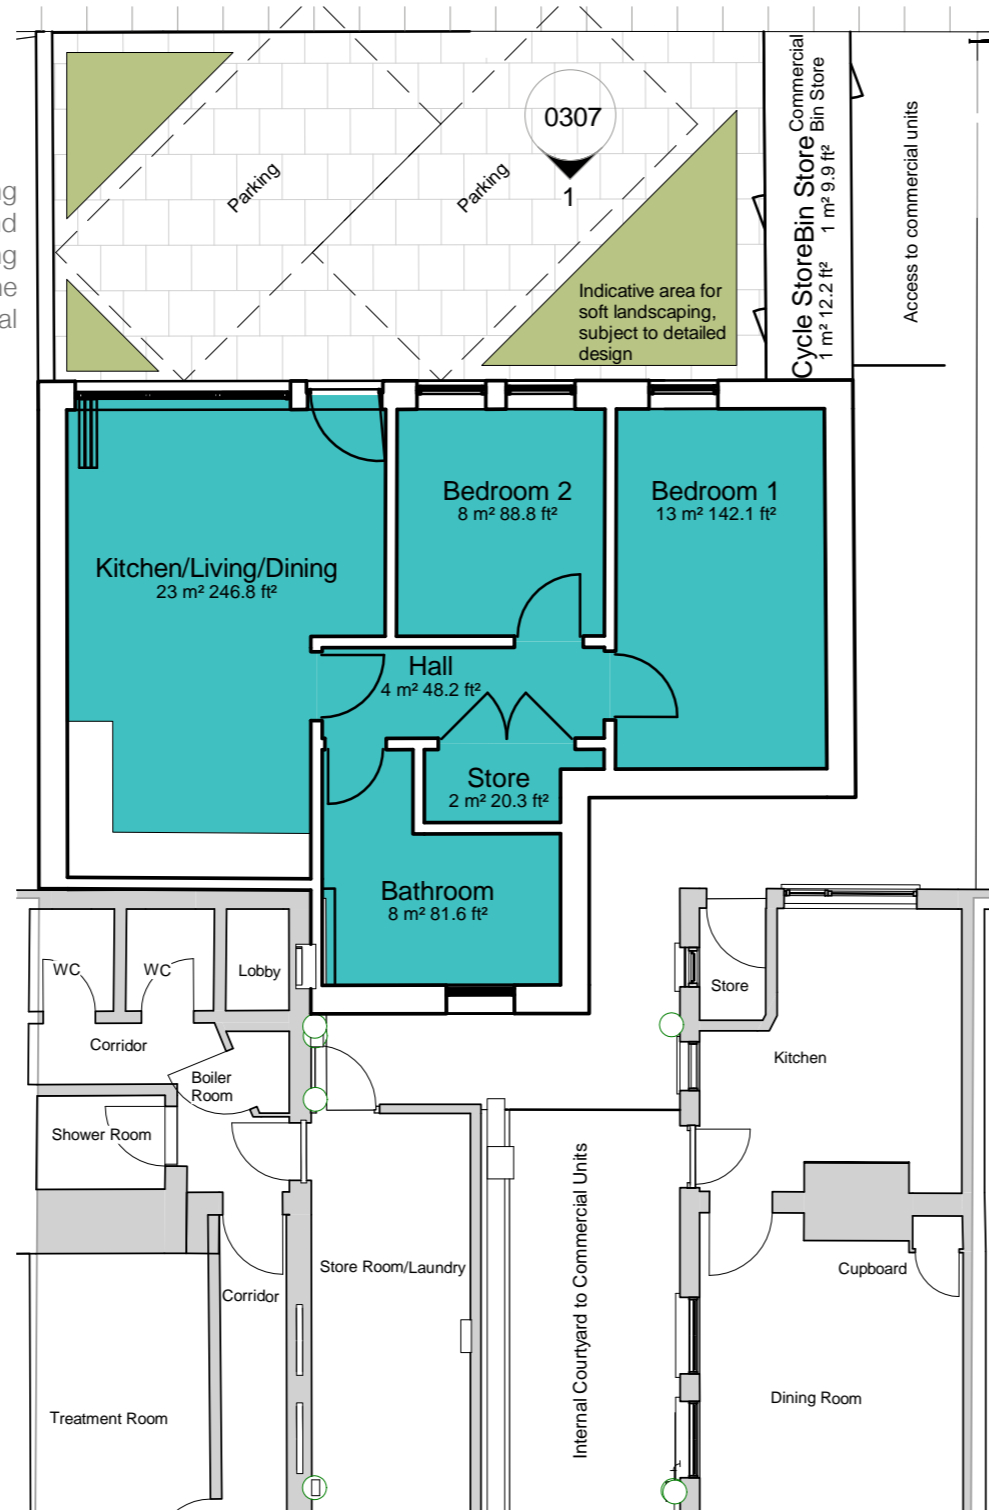 ng
nd
ng
ne
al
Parking
Parking
0307
1
Indicative area for
soft landscaping,
subject to detailed
design
Cycle Store
1 m² 12.2 ft²
Bin Store
1 m² 9.9 ft²
Commercial
Bin Store
Access to commercial units
Kitchen/Living/Dining
23 m² 246.8 ft²
Bedroom 2
8 m² 88.8 ft²
Bedroom 1
13 m² 142.1 ft²
Hall
4 m² 48.2 ft²
Store
2 m² 20.3 ft²
Bathroom
8 m² 81.6 ft²
WC
WC
Lobby
Corridor
Boiler
Room
Shower Room
Corridor
Treatment Room
Store Room/Laundry
Internal Courtyard to Commercial Units
Store
Kitchen
Cupboard
Dining Room